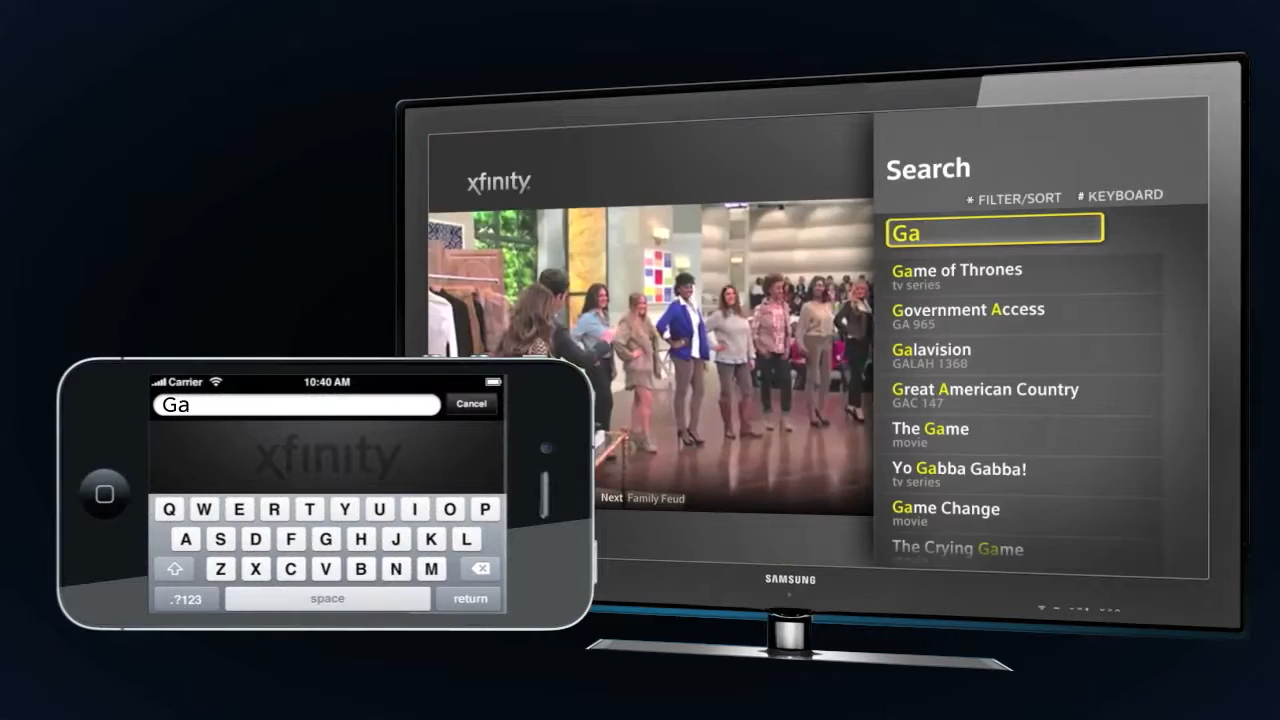 xfinity
Search
* FILTER/SORT # KEYBOARD
Ga
Game of Thrones
tv series
Government Access
GA 965
Galavision
GALAH 1368
Great American Country
GAC 147
The Game
movie
Yo Gabba Gabba!
tv series
Game Change
movie
The Crying Game
Next Family Feud
SAMSUNG
Carrier 10:40 AM
Ga Cancel
xfinity
Q W E R T Y U I O P
A S D F G H J K L
Z X C V B N M
.?123 space return